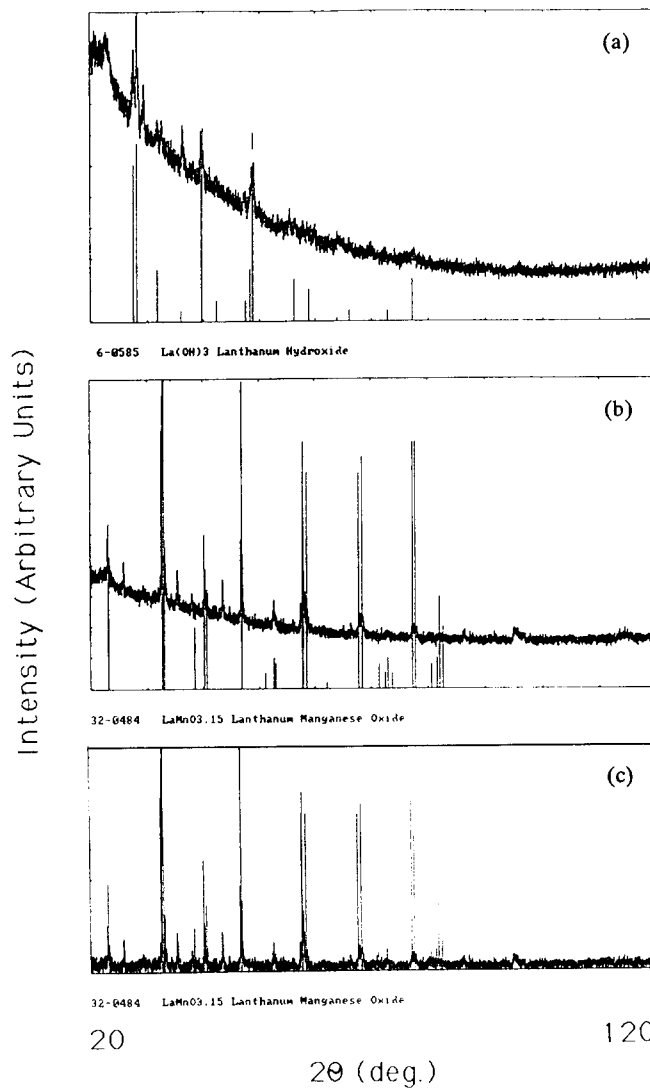 (a)
6-0585 La(OH)3 Lanthanum Hydroxide
(b)
Intensity (Arbitrary Units)
32-0484 LaMnO3.15 Lanthanum Manganese Oxide
(c)
32-0484 LaMnO3.15 Lanthanum Manganese Oxide
20 120
2θ (deg.)